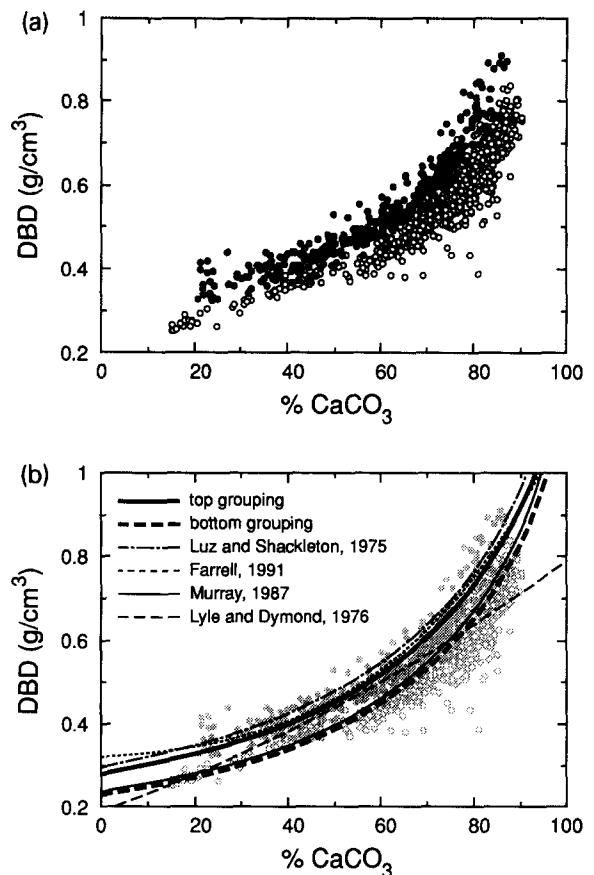 (a)
1
0.8
0.6
0.4
0.2
DBD (g/cm³)
0 20 40 60 80 100
% CaCO₃
(b)
1
0.8
0.6
0.4
0.2
DBD (g/cm³)
top grouping
bottom grouping
Luz and Shackleton, 1975
Farrell, 1991
Murray, 1987
Lyle and Dymond, 1976
0 20 40 60 80 100
% CaCO₃